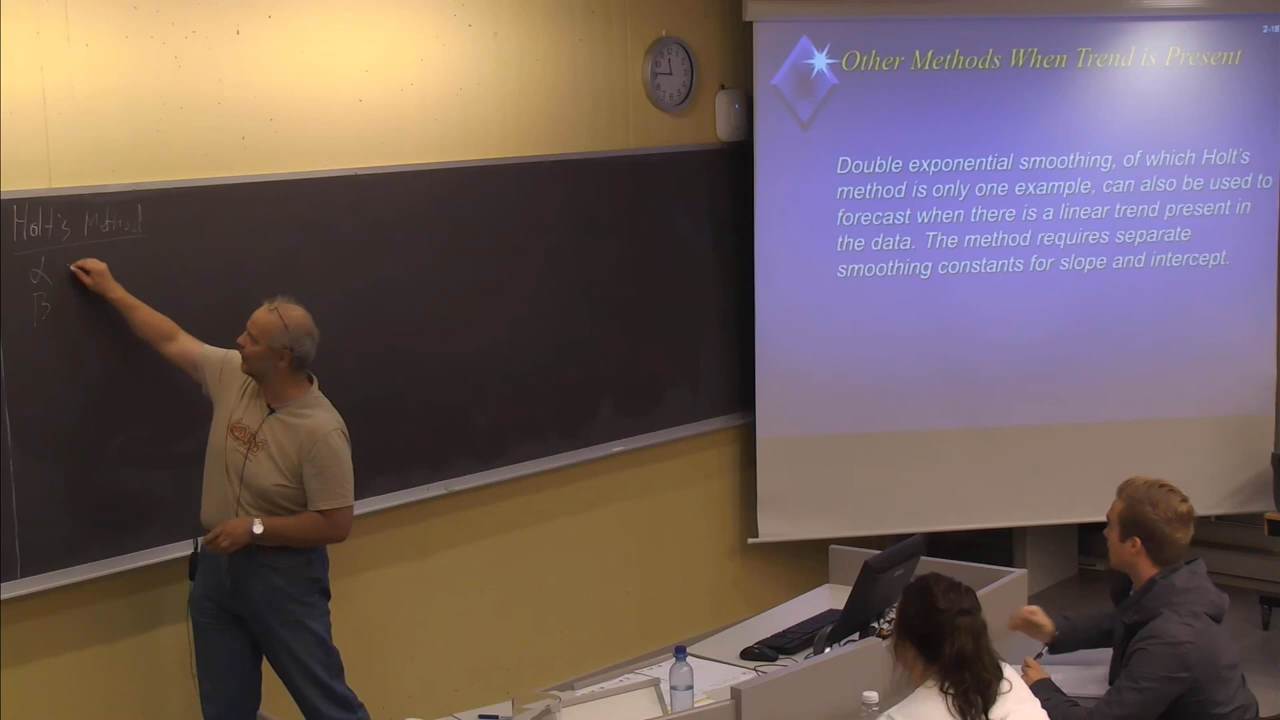 Holt's Method
α
β
2-18
Other Methods When Trend is Present
Double exponential smoothing, of which Holt's
method is only one example, can also be used to
forecast when there is a linear trend present in
the data. The method requires separate
smoothing constants for slope and intercept.